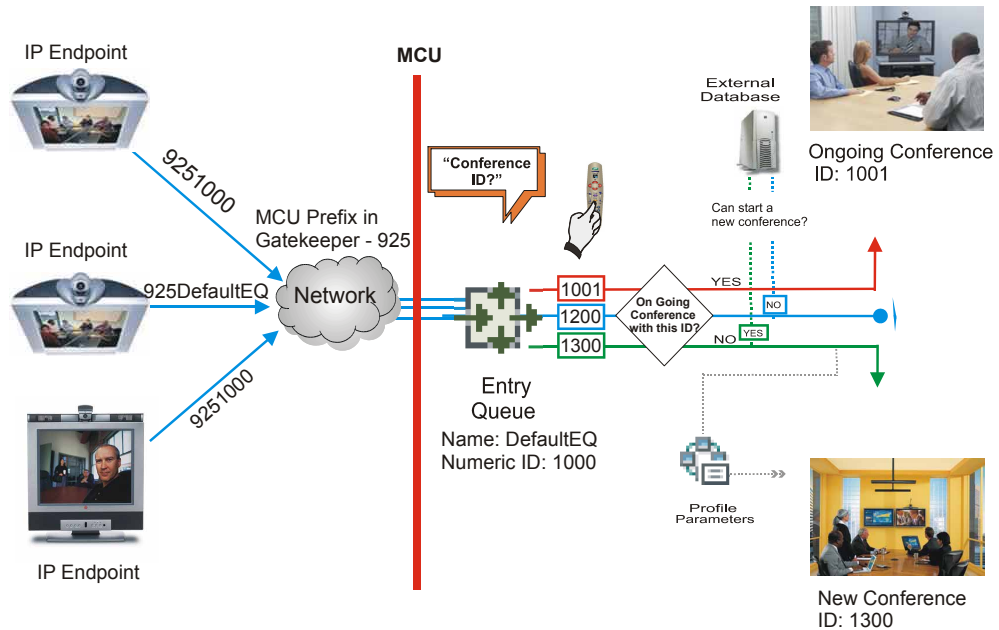 IP Endpoint
9251000
IP Endpoint
925DefaultEQ
9251000
IP Endpoint
MCU Prefix in
Gatekeeper - 925
Network
MCU
"Conference
ID?"
Entry
Queue
Name: DefaultEQ
Numeric ID: 1000
1001
1200
1300
On Going
Conference
with this ID?
External
Database
Can start a
new conference?
YES
NO
NO
YES
Profile
Parameters
Ongoing Conference
ID: 1001
New Conference
ID: 1300